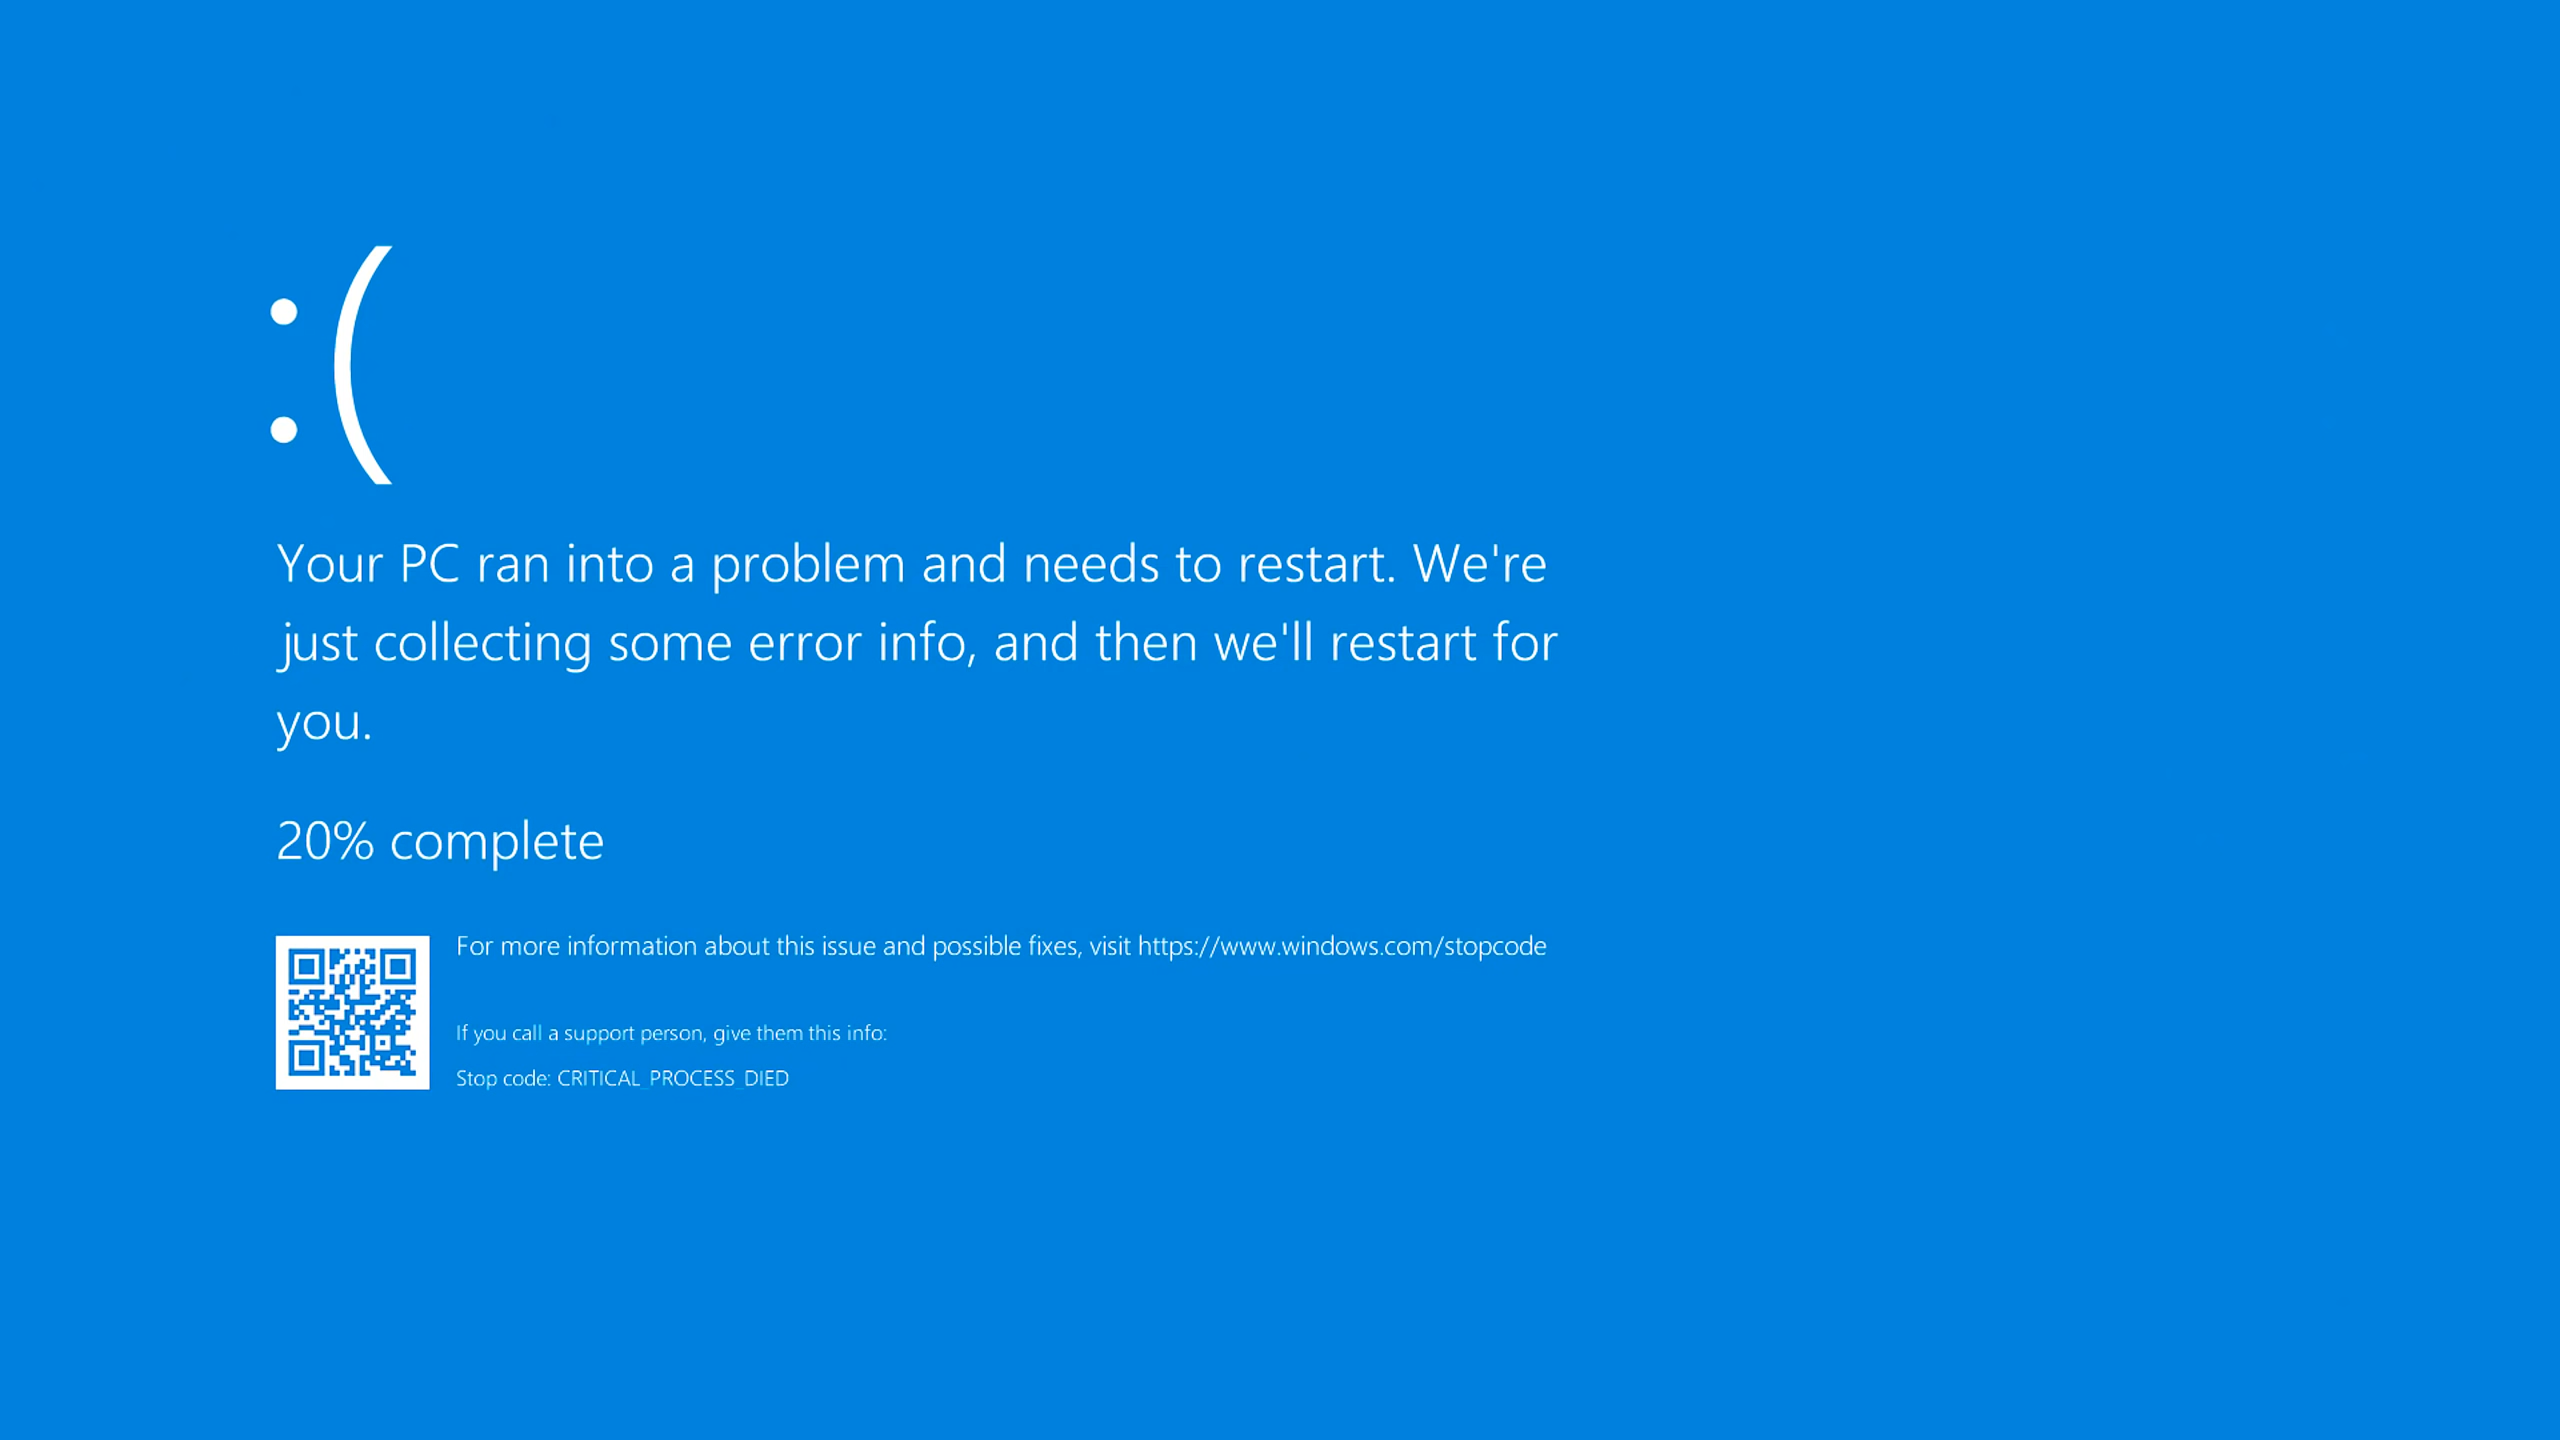 :(
Your PC ran into a problem and needs to restart. We're
just collecting some error info, and then we'll restart for
you.
20% complete
For more information about this issue and possible fixes, visit https://www.windows.com/stopcode
If you call a support person, give them this info:
Stop code: CRITICAL_PROCESS_DIED